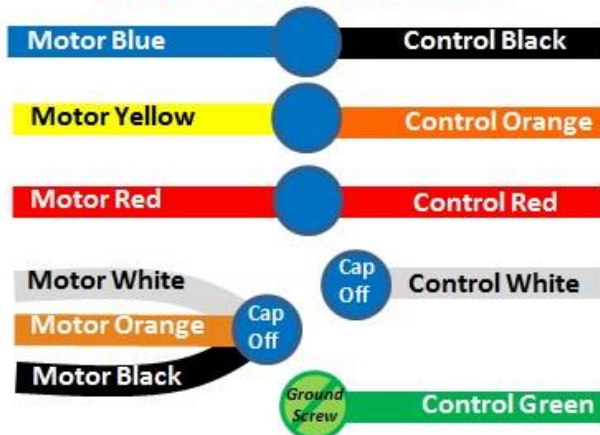 Motor Blue Control Black
Motor Yellow Control Orange
Motor Red Control Red
Motor White
Motor Orange
Motor Black
Cap
Off
Cap
Off
Control White
Ground
Screw
Control Green